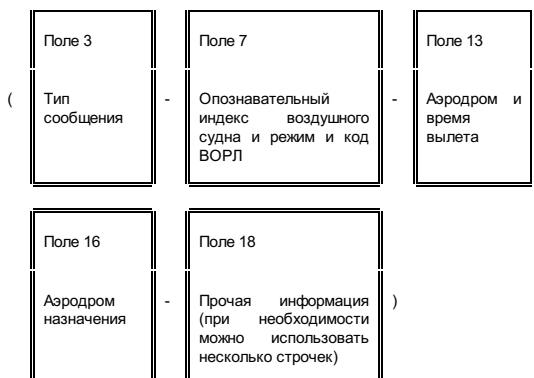 Поле 3 Поле 7 Поле 13
( Тип - Опознавательный - Аэродром и
сообщения индекс воздушного время
судна и режим и код вылета
ВОРЛ
Поле 16 Поле 18
Аэродром - Прочая информация )
назначения (при необходимости
можно использовать
несколько строчек)